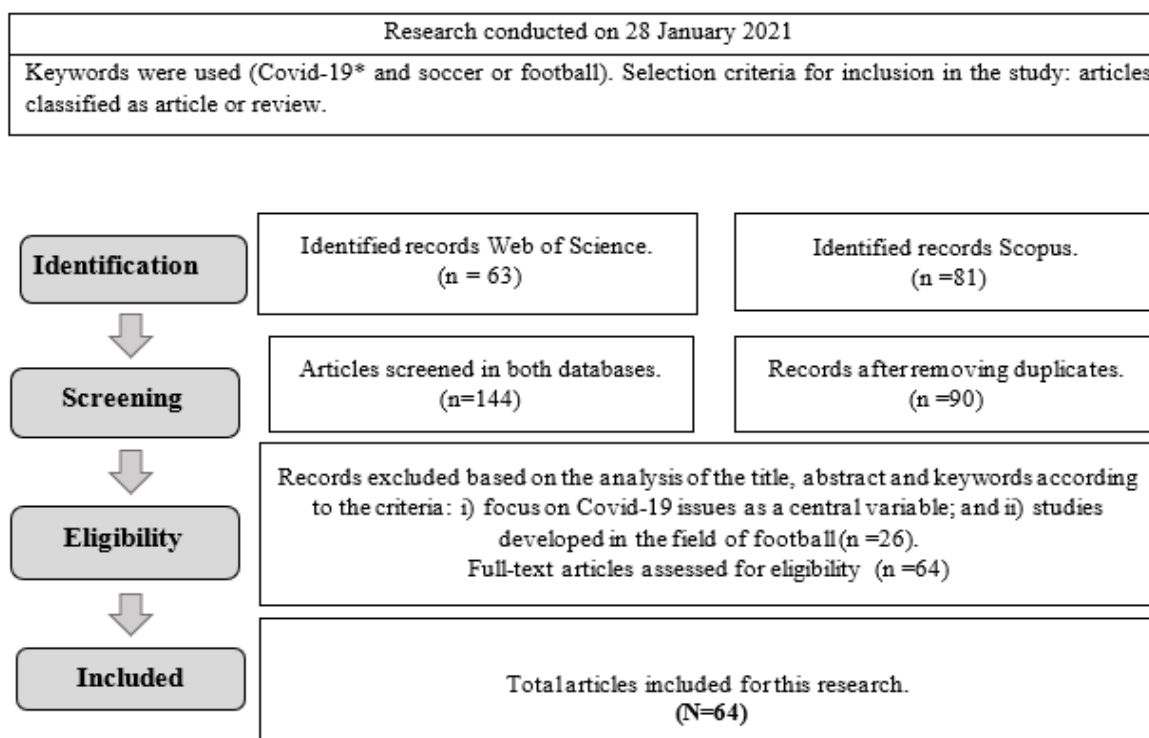 Research conducted on 28 January 2021
Keywords were used (Covid-19* and soccer or football). Selection criteria for inclusion in the study: articles
classified as article or review.
Identification
Identified records Web of Science.
(n = 63)
Identified records Scopus.
(n =81)
Screening
Articles screened in both databases.
(n=144)
Records after removing duplicates.
(n =90)
Eligibility
Records excluded based on the analysis of the title, abstract and keywords according
to the criteria: i) focus on Covid-19 issues as a central variable; and ii) studies
developed in the field of football (n =26).
Full-text articles assessed for eligibility (n =64)
Included
Total articles included for this research.
(N=64)